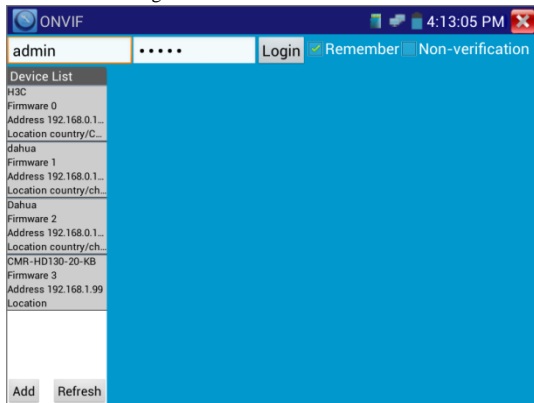 ONVIF 4:13:05 PM
admin ••••• Login Remember Non-verification
Device List
H3C
Firmware 0
Address 192.168.0.1...
Location country/C...
dahua
Firmware 1
Address 192.168.0.1...
Location country/ch...
Dahua
Firmware 2
Address 192.168.0.1...
Location country/ch...
CMR-HD130-20-KB
Firmware 3
Address 192.168.1.99
Location
Add Refresh